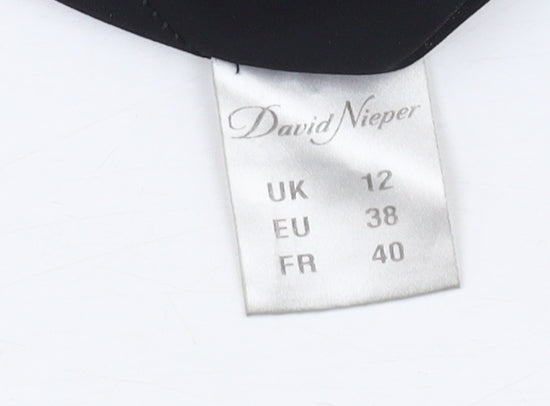 David Nieper
UK 12
EU 38
FR 40